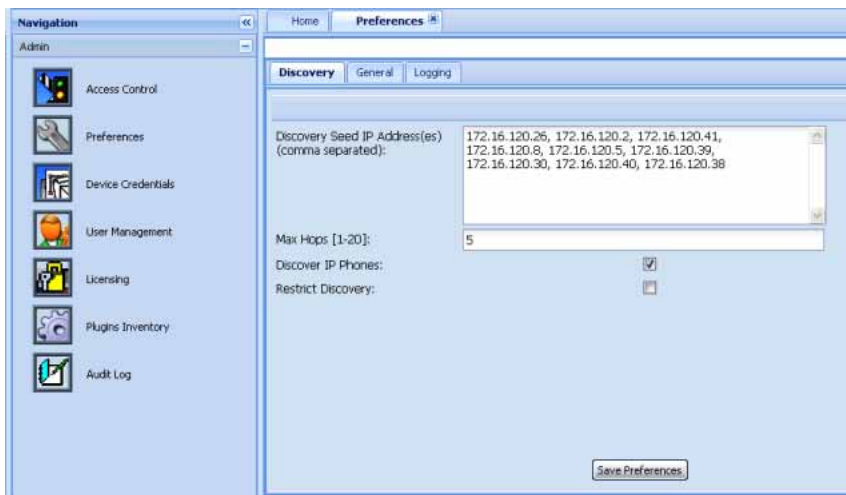 Navigation
Admin
Access Control
Preferences
Device Credentials
User Management
Licensing
Plugins Inventory
Audit Log
Home
Preferences
Discovery
General
Logging
Discovery Seed IP Address(es)
(comma separated):
172.16.120.26, 172.16.120.2, 172.16.120.41,
172.16.120.8, 172.16.120.5, 172.16.120.39,
172.16.120.30, 172.16.120.40, 172.16.120.38
Max Hops [1-20]:
5
Discover IP Phones:
Restrict Discovery:
Save Preferences